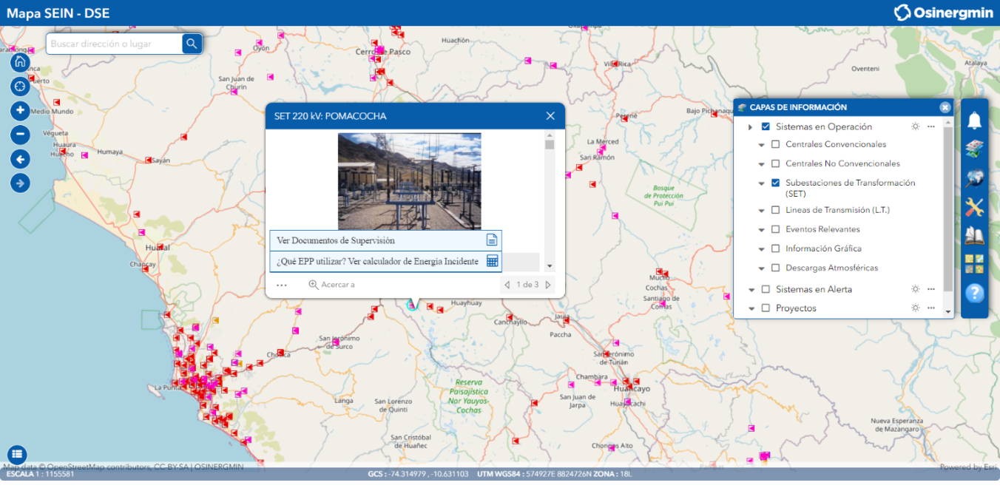 Mapa SEIN - DSE
Osinergmin
Buscar dirección o lugar
Oyón
Cerro de Pasco
Huachón
Villa Rica
Oventeni
Atalaya
San Juan de
Churín
Medio Mundo
Végueta
Huaura
Huacho
Humaya
Sayán
Perené
Bajo Pichanaqui
La Merced
San Ramón
Bosque
de Protección
Pui Pui
Huaral
Chancay
SET 220 kV: POMACOCHA
Ver Documentos de Supervisión
¿Qué EPP utilizar? Ver calculador de Energia Incidente
...
Acercar a
1 de 3
CAPAS DE INFORMACIÓN
Sistemas en Operación
Centrales Convencionales
Centrales No Convencionales
Subestaciones de Transformación
(SET)
Lineas de Transmisión (L.T.)
Eventos Relevantes
Información Gráfica
Descargas Atmosféricas
Sistemas en Alerta
Proyectos
?
Cochas
Santiago de
Comas
Huayhuay
Canchayllo
Jauja
Paccha
San Jerónimo
de Surco
Chosica
San Jerónimo
de Tunán
Chambara
Huancayo
San Juan de
Jarpa
Huayucachi
La Punta
Langa
San Lorenzo
de Quinti
Reserva
Paisajística
Nor Yauyos-
Cochas
San Cristóbal
de Huañec
Chongos Alto
Nueva Esperanza
de Mazangaro
Map data © OpenStreetMap contributors, CC-BY-SA | OSINERGMIN
Powered by Esri
ESCALA 1 : 1155581
GCS : -74.314979 , -10.631103 UTM WGS84 : 574927E 8824726N ZONA : 18L